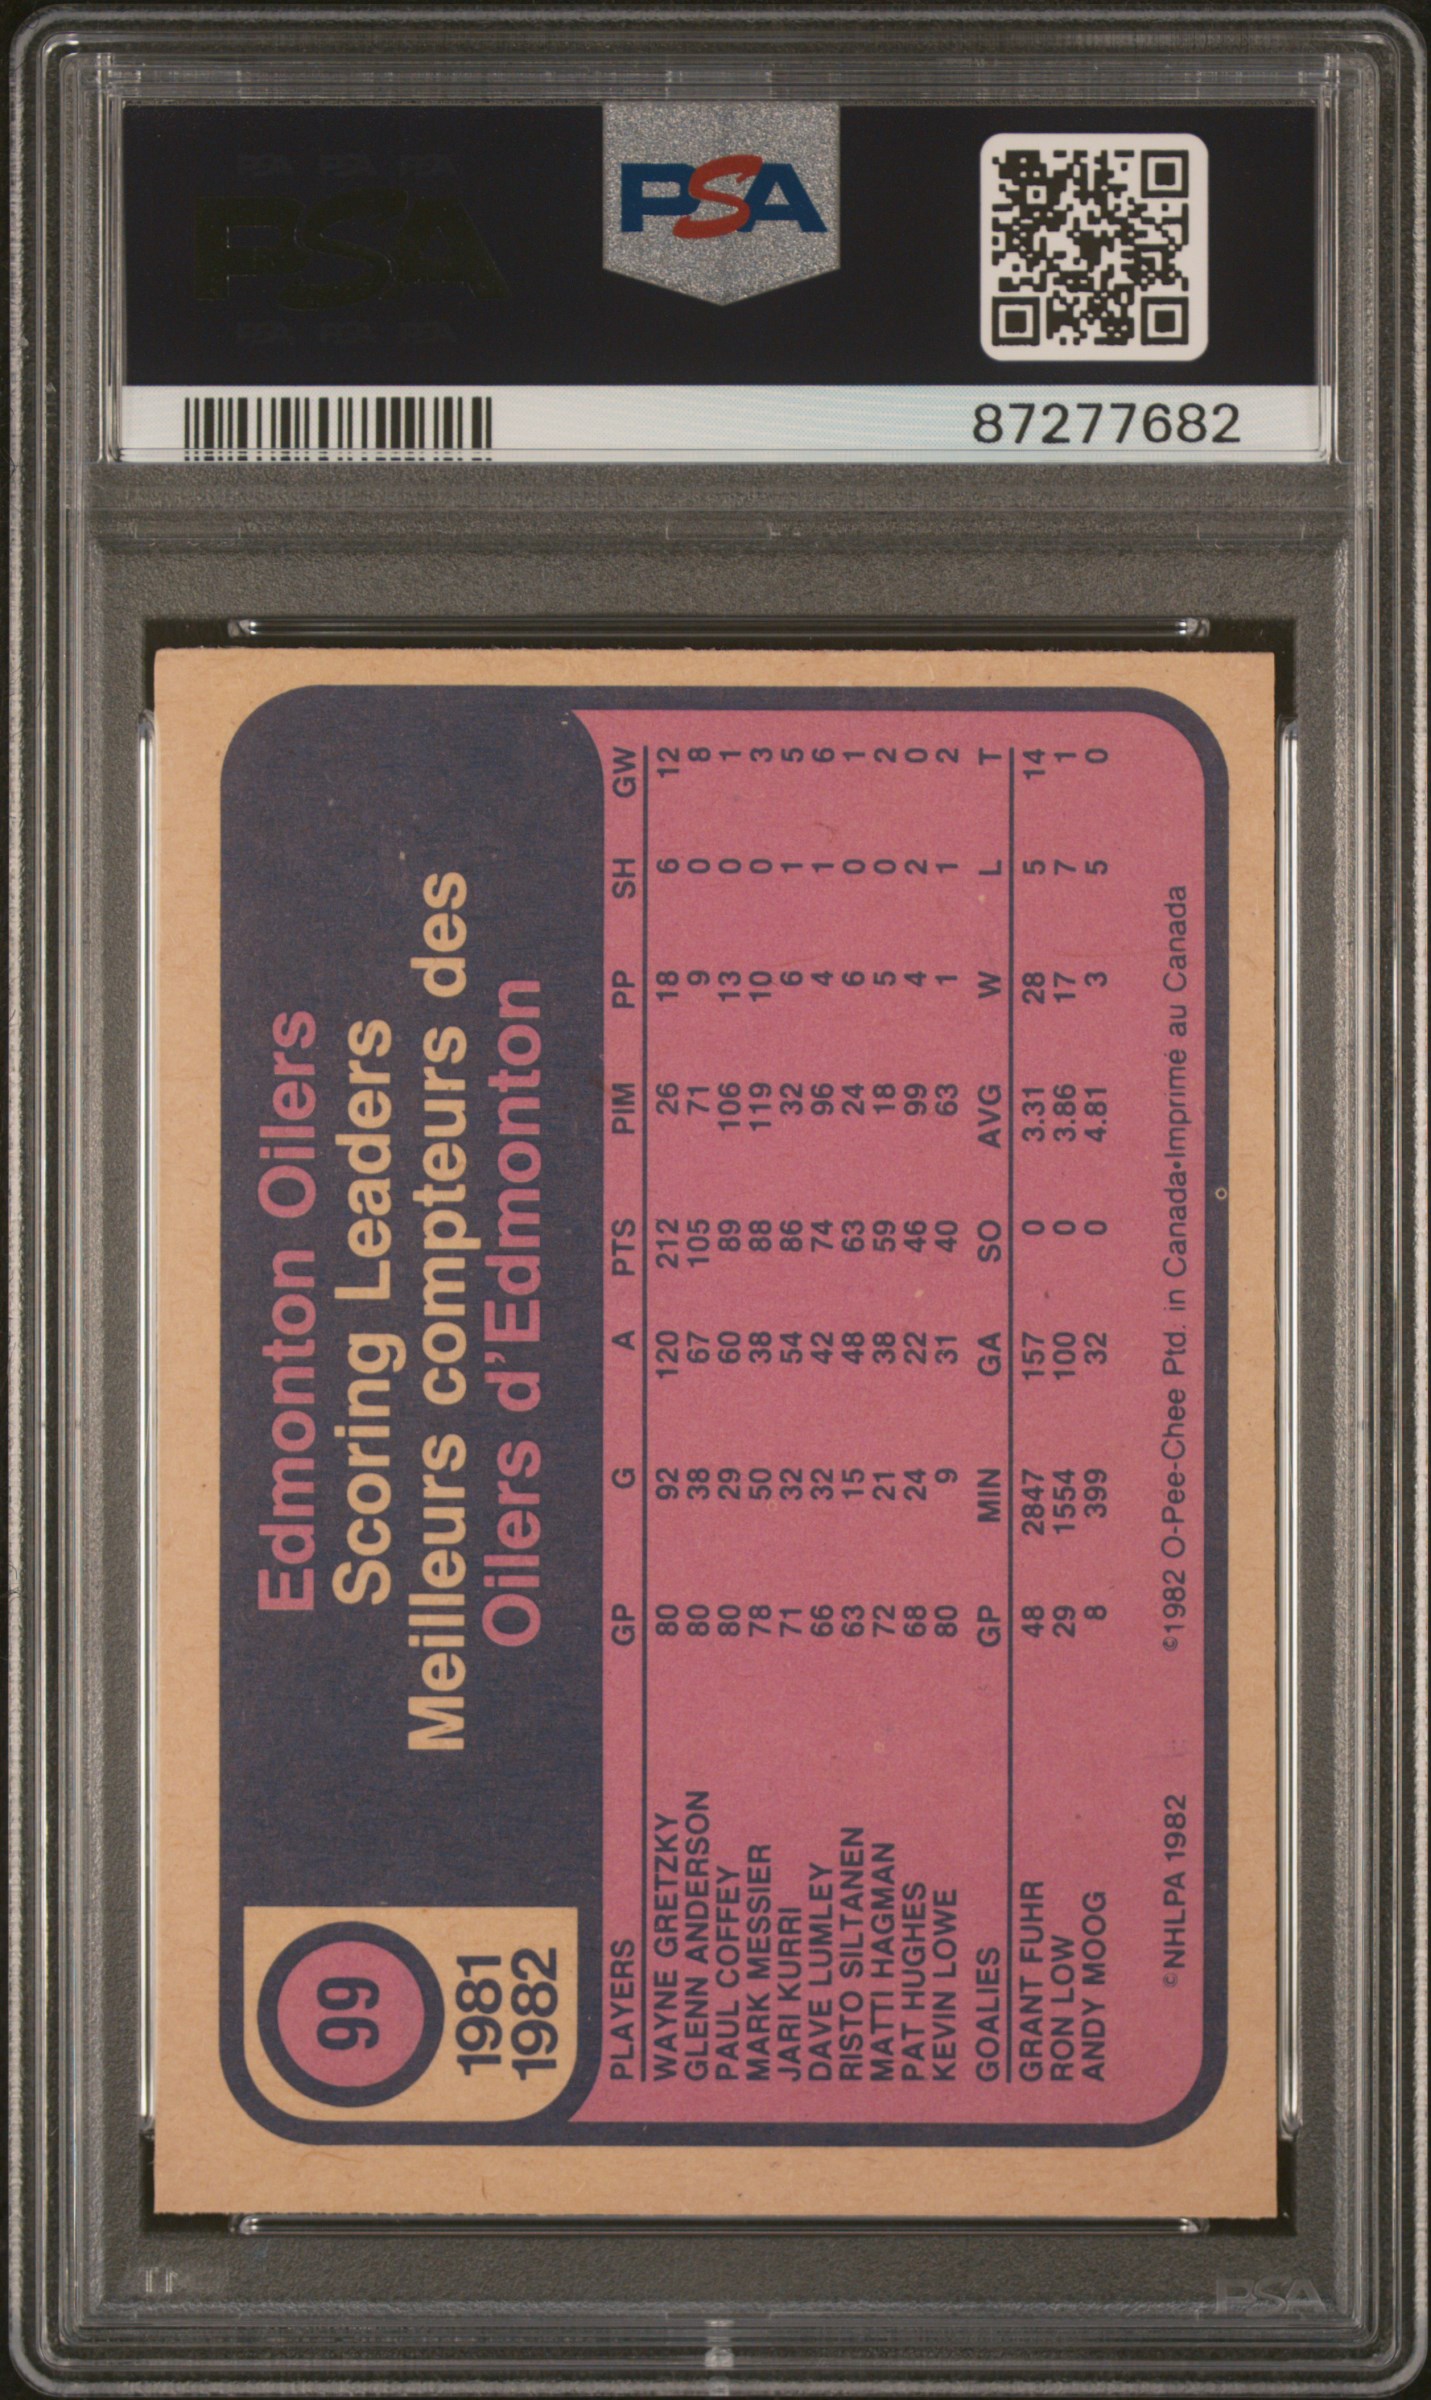 PSA
PSA
87277682
99
1981
1982
Edmonton Oilers
Scoring Leaders
Meilleurs compteurs des
Oilers d'Edmonton
PLAYERS GP G A PTS PIM PP SH GW
WAYNE GRETZKY 80 92 120 212 26 18 6 12
GLENN ANDERSON 80 38 67 105 71 9 0 8
PAUL COFFEY 80 29 60 89 106 13 0 1
MARK MESSIER 78 50 38 88 119 10 0 3
JARI KURRI 71 32 54 86 32 6 1 5
DAVE LUMLEY 66 32 42 74 96 4 1 6
RISTO SILTANEN 63 15 48 63 24 6 0 1
MATTI HAGMAN 72 21 38 59 18 5 0 2
PAT HUGHES 68 24 22 46 99 4 2 0
KEVIN LOWE 80 9 31 40 63 1 1 2
GOALIES GP MIN GA SO AVG W L T
GRANT FUHR 48 2847 157 0 3.31 28 5 14
RON LOW 29 1554 100 0 3.86 17 7 1
ANDY MOOG 8 399 32 0 4.81 3 5 0
©NHLPA 1982 ©1982 O-Pee-Chee Ptd. in Canada•Imprimé au Canada
PSA